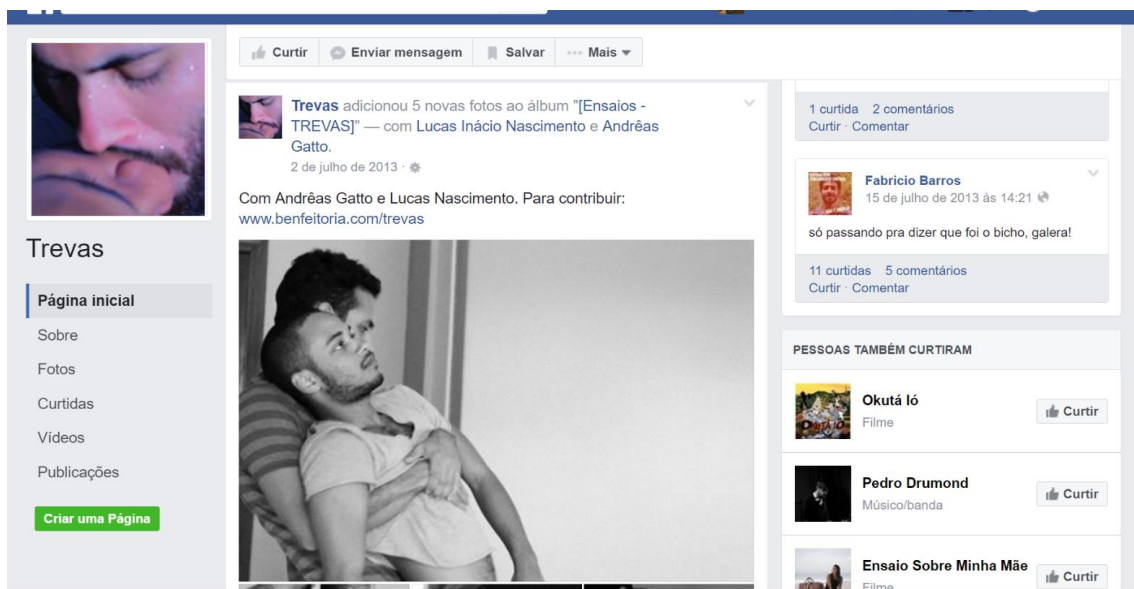 Curtir
Enviar mensagem
Salvar
Mais
Trevas
Página inicial
Sobre
Fotos
Curtidas
Vídeos
Publicações
Criar uma Página
Trevas adicionou 5 novas fotos ao álbum "[Ensaios -
TREVAS]" — com Lucas Inácio Nascimento e Andrêas
Gatto.
2 de julho de 2013 ·
Com Andrêas Gatto e Lucas Nascimento. Para contribuir:
www.benfeitoria.com/trevas
1 curtida 2 comentários
Curtir · Comentar
Fabricio Barros
15 de julho de 2013 às 14:21
só passando pra dizer que foi o bicho, galera!
11 curtidas 5 comentários
Curtir · Comentar
PESSOAS TAMBÉM CURTIRAM
Okutá ló
Filme
Curtir
Pedro Drumond
Músico/banda
Curtir
Ensaio Sobre Minha Mãe
Filme
Curtir